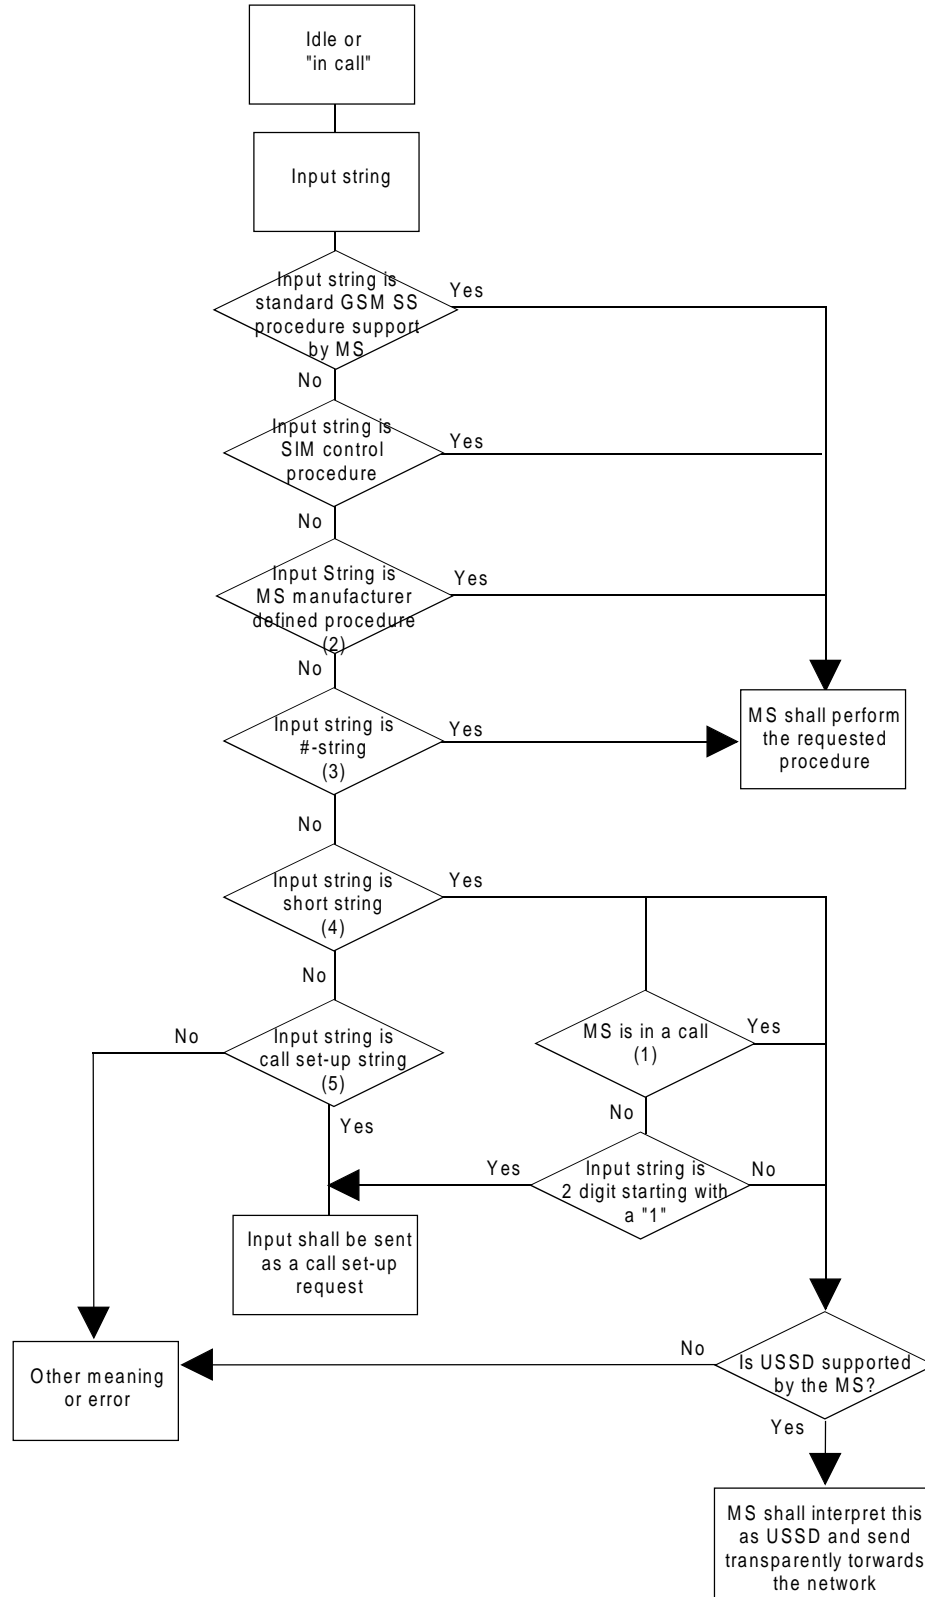 Idle or
"in call"
Input string
Input string is
standard GSM SS
procedure support
by MS
Yes
No
Input string is
SIM control
procedure
Yes
No
Input String is
MS manufacturer
defined procedure
(2)
Yes
No
MS shall perform
the requested
procedure
Input string is
#-string
(3)
Yes
No
Input string is
short string
(4)
Yes
No
Input string is
call set-up string
(5)
No
Yes
MS is in a call
(1)
Yes
No
Input string is
2 digit starting with
a "1"
Yes
No
Input shall be sent
as a call set-up
request
Other meaning
or error
No
Is USSD supported
by the MS?
Yes
MS shall interpret this
as USSD and send
transparently torwards
the network